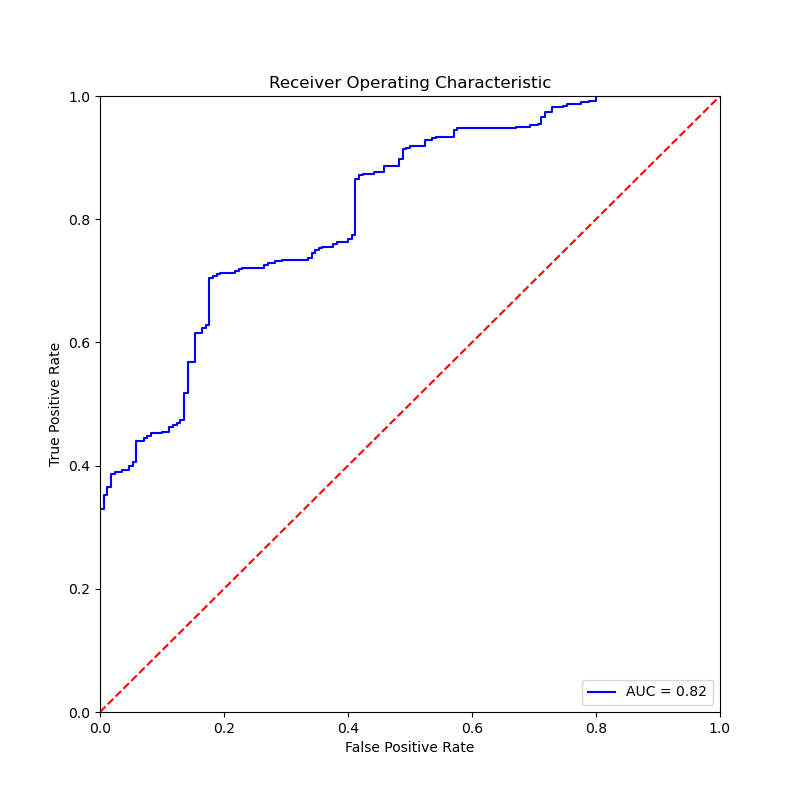 Receiver Operating Characteristic
1.0
0.8
0.6
0.4
0.2
0.0
True Positive Rate
AUC = 0.82
0.0 0.2 0.4 0.6 0.8 1.0
False Positive Rate